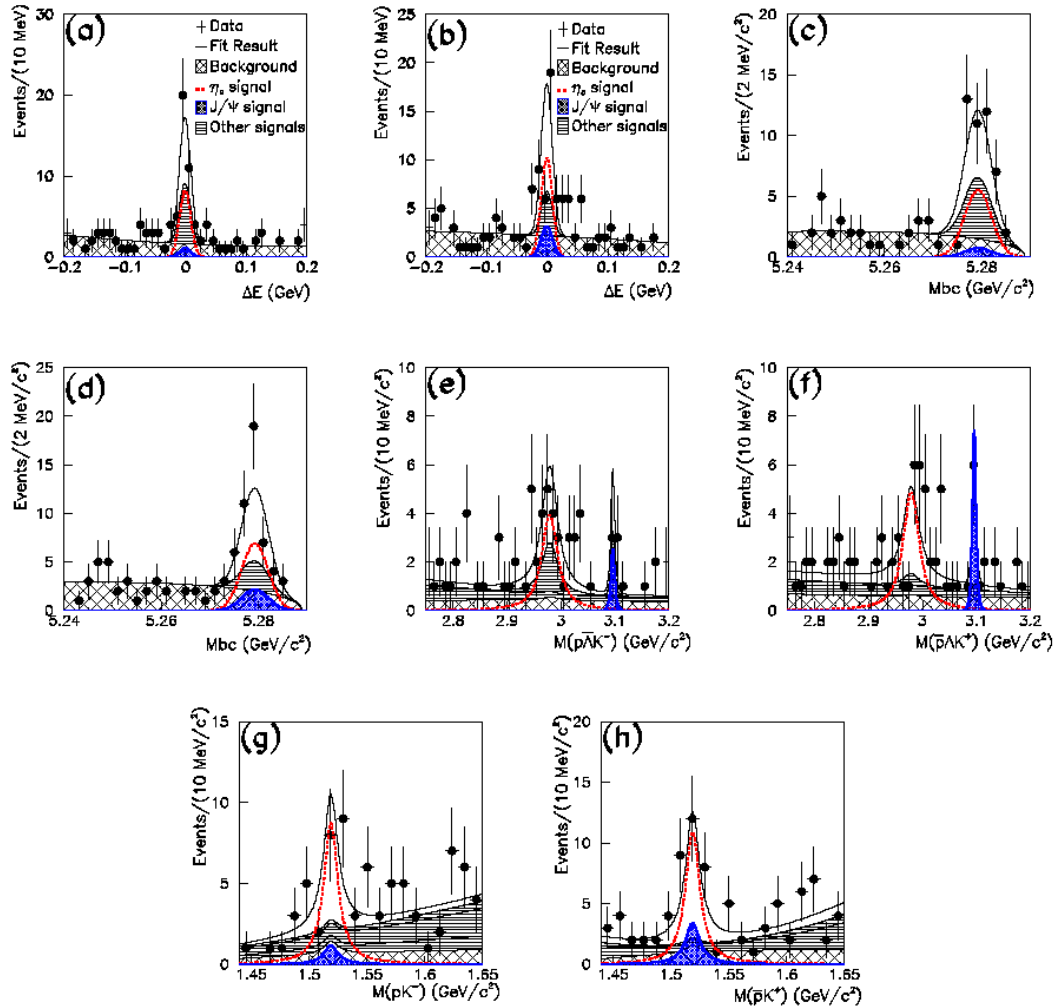 (a)
Events/(10 MeV)
Data
Fit Result
Background
η꜀ signal
J/Ψ signal
Other signals
30
20
10
0
-0.2 -0.1 0 0.1 0.2
ΔE (GeV)
(b)
Events/(10 MeV)
Data
Fit Result
Background
η꜀ signal
J/Ψ signal
Other signals
25
20
15
10
5
0
-0.2 -0.1 0 0.1 0.2
ΔE (GeV)
(c)
Events/(2 MeV/c²)
20
15
10
5
0
5.24 5.26 5.28
Mbc (GeV/c²)
(d)
Events/(2 MeV/c²)
25
20
15
10
5
0
5.24 5.26 5.28
Mbc (GeV/c²)
(e)
Events/(10 MeV/c²)
10
8
6
4
2
0
2.8 2.9 3 3.1 3.2
M(pΛ̅K⁻) (GeV/c²)
(f)
Events/(10 MeV/c²)
10
8
6
4
2
0
2.8 2.9 3 3.1 3.2
M(p̅ΛK⁺) (GeV/c²)
(g)
Events/(10 MeV/c²)
15
10
5
0
1.45 1.5 1.55 1.6 1.65
M(pK⁻) (GeV/c²)
(h)
Events/(10 MeV/c²)
20
15
10
5
0
1.45 1.5 1.55 1.6 1.65
M(p̅K⁺) (GeV/c²)